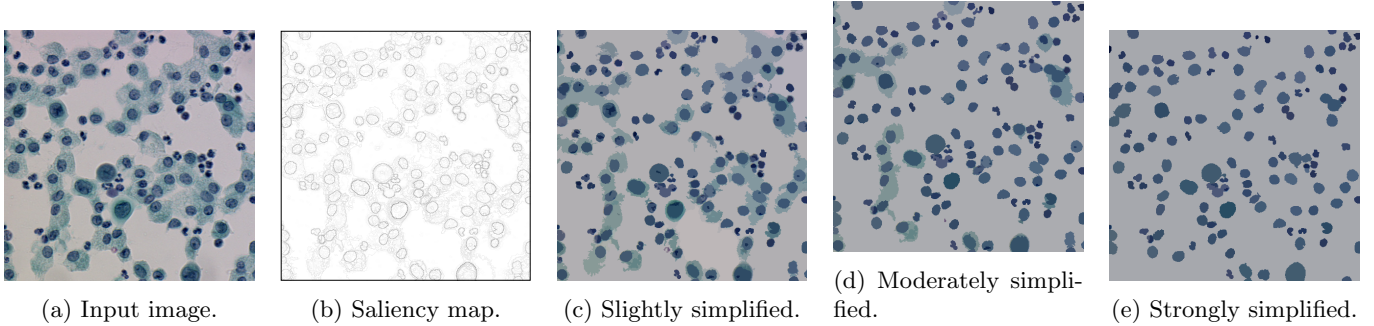 (a) Input image.
(b) Saliency map.
(c) Slightly simplified.
(d) Moderately simpli-
fied.
(e) Strongly simplified.